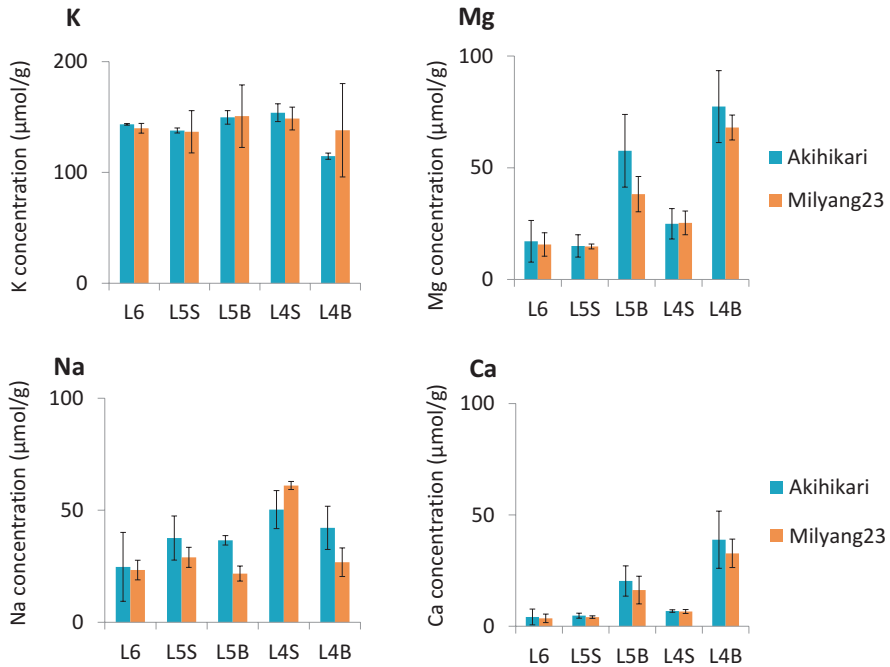 K
K concentration (μmol/g)
200
100
0
L6 L5S L5B L4S L4B
Mg
Mg concentration (μmol/g)
100
50
0
L6 L5S L5B L4S L4B
Akihikari
Milyang23
Na
Na concentration (μmol/g)
100
50
0
L6 L5S L5B L4S L4B
Ca
Ca concentration (μmol/g)
100
50
0
L6 L5S L5B L4S L4B
Akihikari
Milyang23